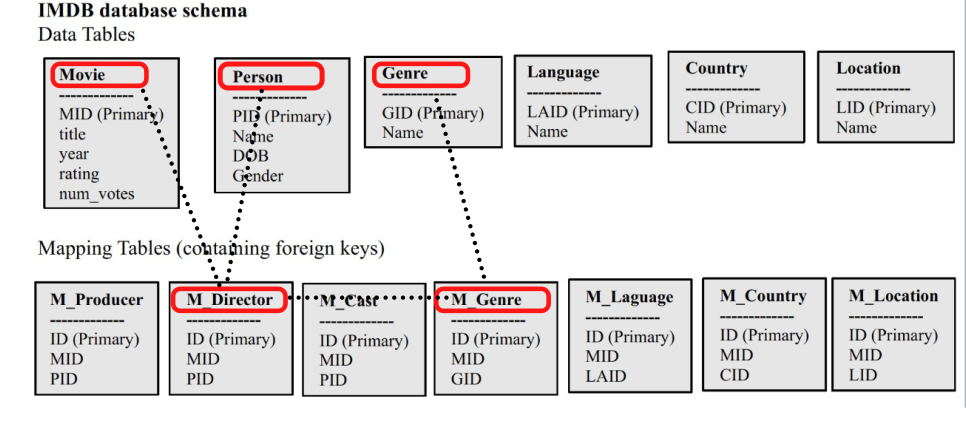 IMDB database schema
Data Tables
Movie
-------------
MID (Primary)
title
year
rating
num_votes
Person
-------------
PID (Primary)
Name
DOB
Gender
Genre
-------------
GID (Primary)
Name
Language
-------------
LAID (Primary)
Name
Country
-------------
CID (Primary)
Name
Location
-------------
LID (Primary)
Name
Mapping Tables (containing foreign keys)
M_Producer
-------------
ID (Primary)
MID
PID
M_Director
-------------
ID (Primary)
MID
PID
M_Cast
-------------
ID (Primary)
MID
PID
M_Genre
-------------
ID (Primary)
MID
GID
M_Laguage
-------------
ID (Primary)
MID
LAID
M_Country
-------------
ID (Primary)
MID
CID
M_Location
-------------
ID (Primary)
MID
LID